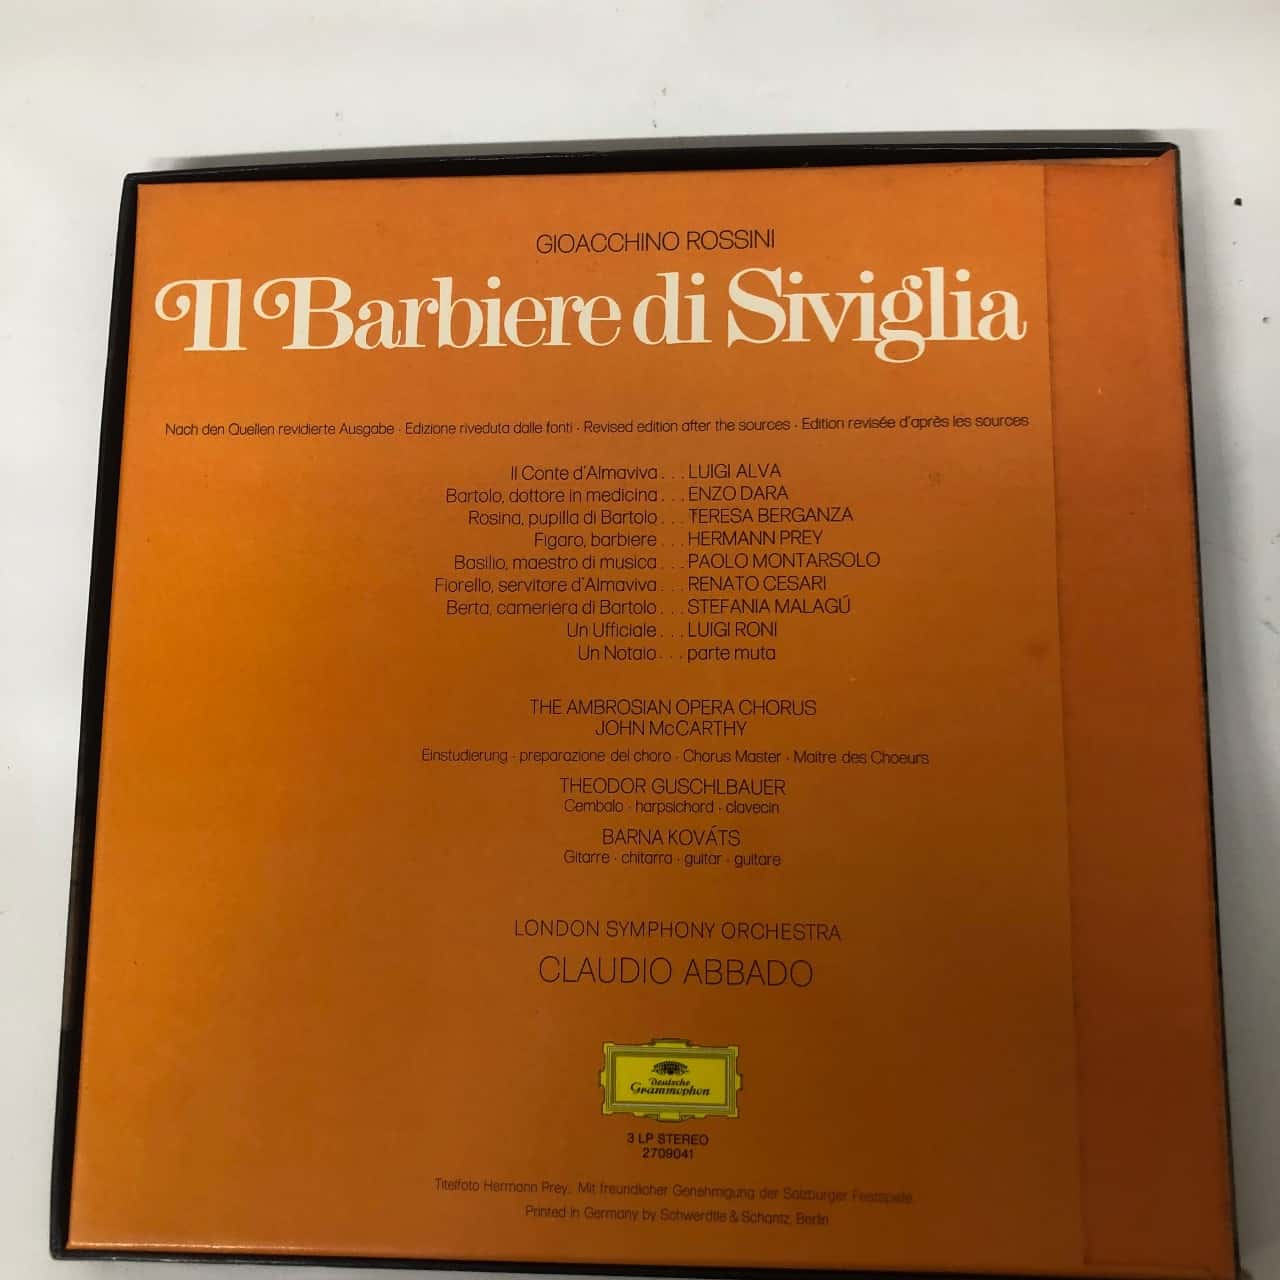 GIOACCHINO ROSSINI
Il Barbiere di Siviglia
Nach den Quellen revidierte Ausgabe · Edizione riveduta dalle fonti · Revised edition after the sources · Edition revisée d'après les sources
Il Conte d'Almaviva . . . LUIGI ALVA
Bartolo, dottore in medicina . . . ENZO DARA
Rosina, pupilla di Bartolo . . . TERESA BERGANZA
Figaro, barbiere . . . HERMANN PREY
Basilio, maestro di musica . . . PAOLO MONTARSOLO
Fiorello, servitore d'Almaviva . . . RENATO CESARI
Berta, cameriera di Bartolo . . . STEFANIA MALAGÚ
Un Ufficiale . . . LUIGI RONI
Un Notaio . . . parte muta
THE AMBROSIAN OPERA CHORUS
JOHN McCARTHY
Einstudierung · preparazione del choro · Chorus Master · Maitre des Choeurs
THEODOR GUSCHLBAUER
Cembalo · harpsichord · clavecin
BARNA KOVÁTS
Gitarre · chitarra · guitar · guitare
LONDON SYMPHONY ORCHESTRA
CLAUDIO ABBADO
Deutsche
Grammophon
3 LP STEREO
2709041
Titelfoto Hermann Prey. Mit freundlicher Genehmigung der Salzburger Festspiele
Printed in Germany by Schwerdtle & Schantz, Berlin